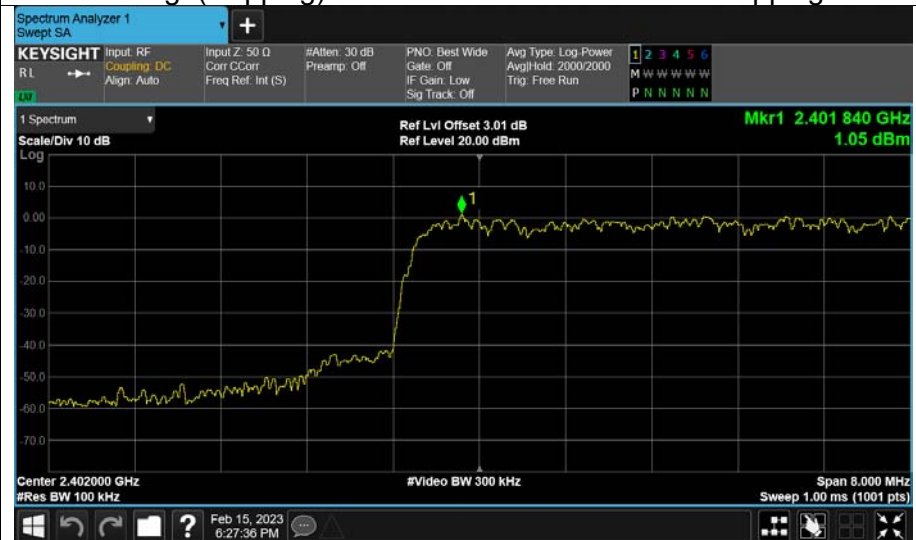 Spectrum Analyzer 1
Swept SA
+
KEYSIGHT
R L
LXI
Input: RF
Coupling: DC
Align: Auto
Input Z: 50 Ω
Corr CCorr
Freq Ref: Int (S)
#Atten: 30 dB
Preamp: Off
PNO: Best Wide
Gate: Off
IF Gain: Low
Sig Track: Off
Avg Type: Log-Power
Avg|Hold: 2000/2000
Trig: Free Run
1 2 3 4 5 6
M W W W W W
P N N N N N
1 Spectrum
Scale/Div 10 dB
Ref Lvl Offset 3.01 dB
Ref Level 20.00 dBm
Mkr1 2.401 840 GHz
1.05 dBm
Log
10.0
0.00
-10.0
-20.0
-30.0
-40.0
-50.0
-60.0
-70.0
1
Center 2.402000 GHz
#Res BW 100 kHz
#Video BW 300 kHz
Span 8.000 MHz
Sweep 1.00 ms (1001 pts)
?
Feb 15, 2023
6:27:36 PM